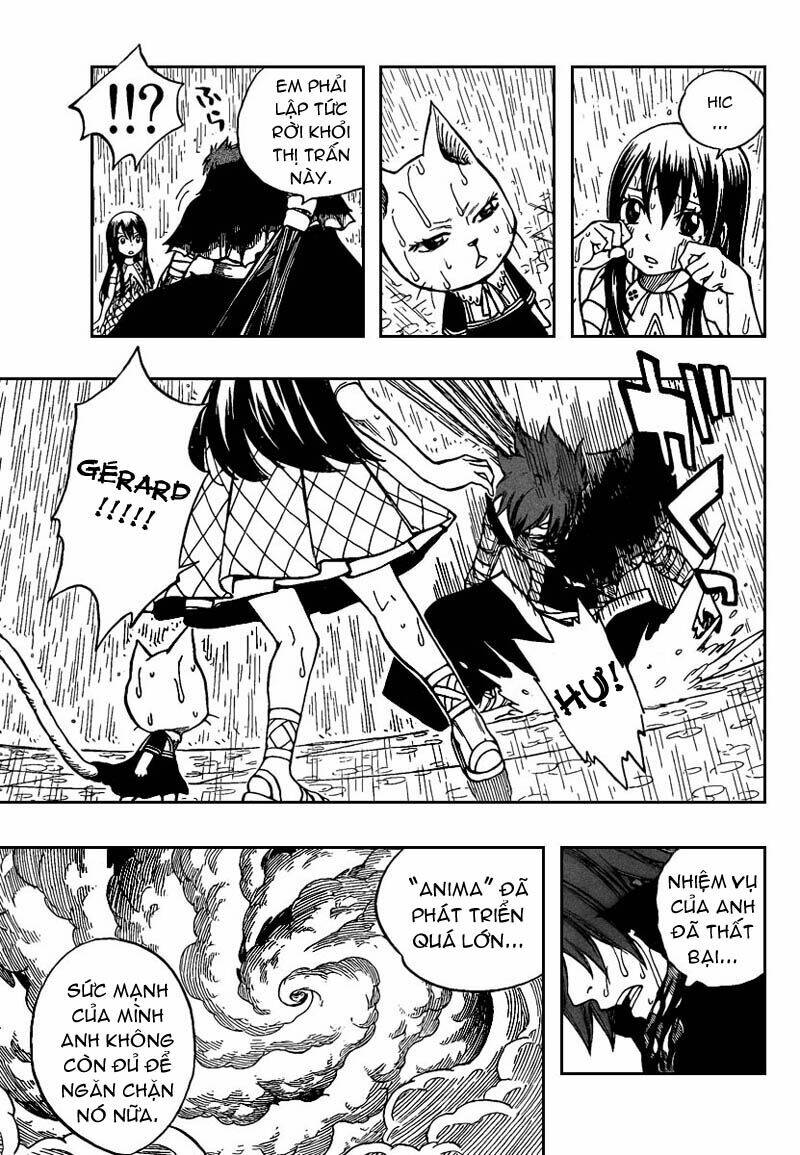 HIC
...
EM PHẢI
LẬP TỨC
RỜI KHỎI
THỊ TRẤN
NÀY.
ふら
!!?
GÉRARD
!!!!!
HỰ!
NHIỆM VỤ
CỦA ANH
ĐÃ THẤT
BẠI...
"ANIMA" ĐÃ
PHÁT TRIỂN
QUÁ LỚN...
SỨC MẠNH
CỦA MÌNH
ANH KHÔNG
CÒN ĐỦ ĐỂ
NGĂN CHẶN
NÓ NỮA.